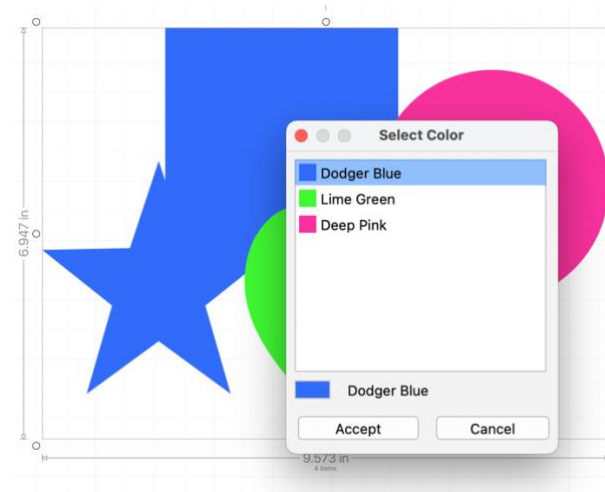 Select Color
Dodger Blue
Lime Green
Deep Pink
Dodger Blue
Accept Cancel
6.947 in
9.573 in
4 items